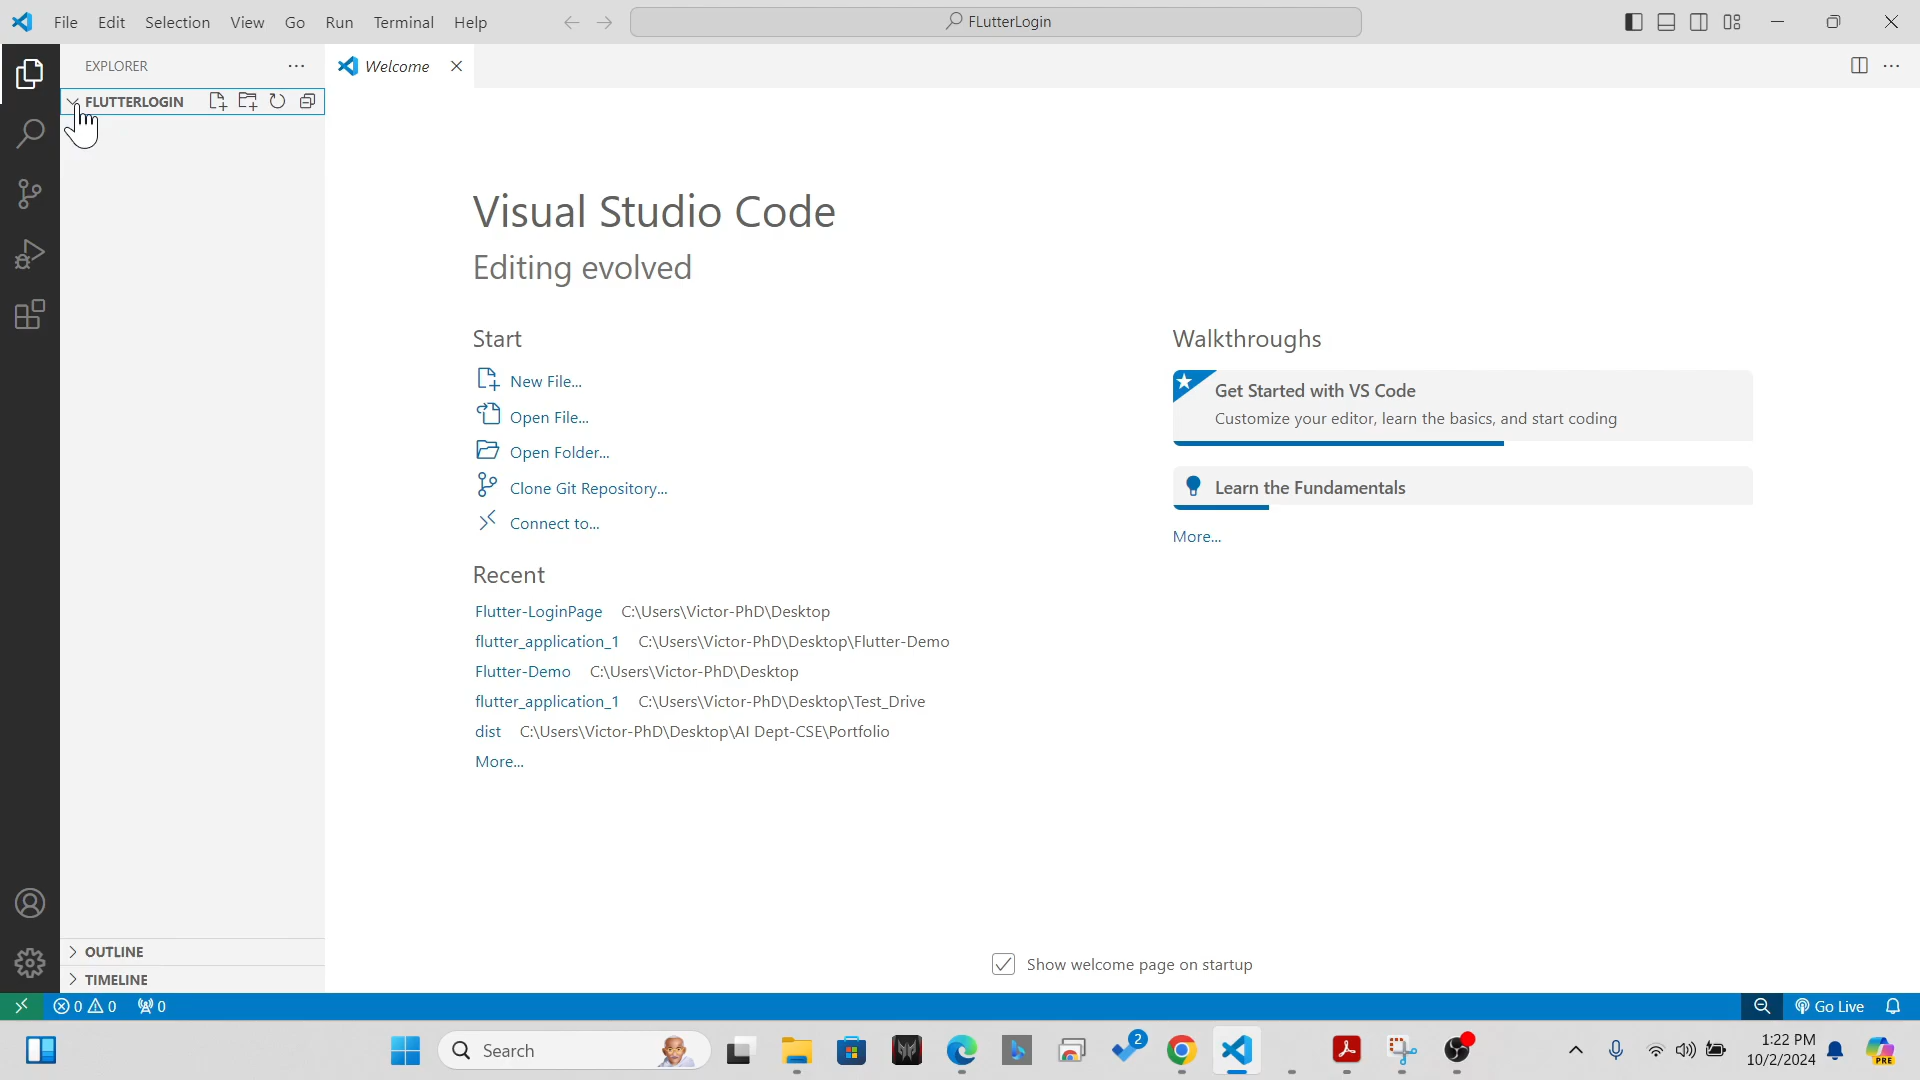 File Edit Selection View Go Run Terminal Help FLutterLogin
EXPLORER
Welcome
FLUTTERLOGIN
Visual Studio Code
Editing evolved
Start
New File...
Open File...
Open Folder...
Clone Git Repository...
Connect to...
Recent
Flutter-LoginPage C:\Users\Victor-PhD\Desktop
flutter_application_1 C:\Users\Victor-PhD\Desktop\Flutter-Demo
Flutter-Demo C:\Users\Victor-PhD\Desktop
flutter_application_1 C:\Users\Victor-PhD\Desktop\Test_Drive
dist C:\Users\Victor-PhD\Desktop\AI Dept-CSE\Portfolio
More...
Walkthroughs
Get Started with VS Code
Customize your editor, learn the basics, and start coding
Learn the Fundamentals
More...
Show welcome page on startup
OUTLINE
TIMELINE
0 0 0 Go Live
Search
2
1:22 PM
10/2/2024
PRE